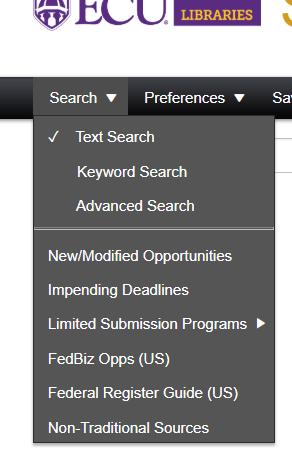 ECU
LIBRARIES
Search ▼ Preferences ▼ Sa
✓ Text Search
Keyword Search
Advanced Search
New/Modified Opportunities
Impending Deadlines
Limited Submission Programs ▶
FedBiz Opps (US)
Federal Register Guide (US)
Non-Traditional Sources